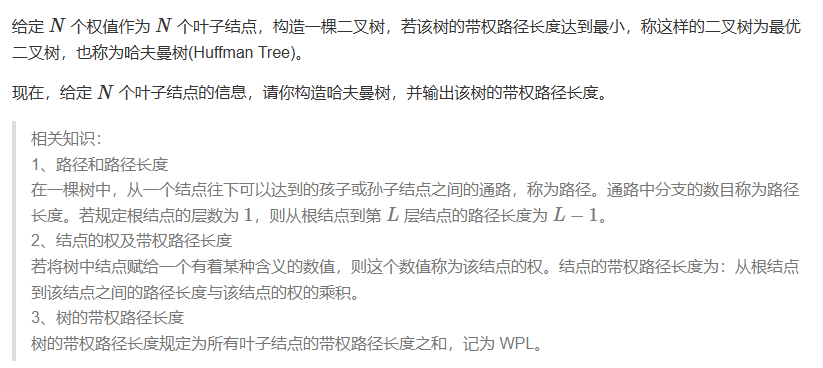 给定 N 个权值作为 N 个叶子结点，构造一棵二叉树，若该树的带权路径长度达到最小，称这样的二叉树为最优
二叉树，也称为哈夫曼树(Huffman Tree)。
现在，给定 N 个叶子结点的信息，请你构造哈夫曼树，并输出该树的带权路径长度。
相关知识：
1、路径和路径长度
在一棵树中，从一个结点往下可以达到的孩子或孙子结点之间的通路，称为路径。通路中分支的数目称为路径
长度。若规定根结点的层数为 1，则从根结点到第 L 层结点的路径长度为 L − 1。
2、结点的权及带权路径长度
若将树中结点赋给一个有着某种含义的数值，则这个数值称为该结点的权。结点的带权路径长度为：从根结点
到该结点之间的路径长度与该结点的权的乘积。
3、树的带权路径长度
树的带权路径长度规定为所有叶子结点的带权路径长度之和，记为 WPL。